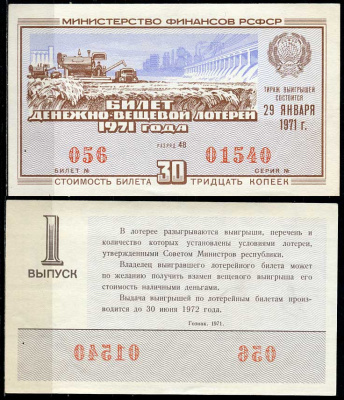 МИНИСТЕРСТВО ФИНАНСОВ РСФСР
БИЛЕТ
ДЕНЕЖНО-ВЕЩЕВОЙ ЛОТЕРЕИ
1971 ГОДА
ТИРАЖ ВЫИГРЫШЕЙ
СОСТОИТСЯ
29 ЯНВАРЯ
1971 г.
РАЗРЯД 48
056
01540
БИЛЕТ №
30
СЕРИЯ №
СТОИМОСТЬ БИЛЕТА
ТРИДЦАТЬ КОПЕЕК
1
ВЫПУСК
В лотерее разыгрываются выигрыши, перечень и
количество которых установлены условиями лотереи,
утвержденными Советом Министров республики.
Владелец выигравшего лотерейного билета может
по желанию получить взамен вещевого выигрыша его
стоимость наличными деньгами.
Выдача выигрышей по лотерейным билетам произ-
водится до 30 июня 1972 года.
Гознак. 1971.
01540
056